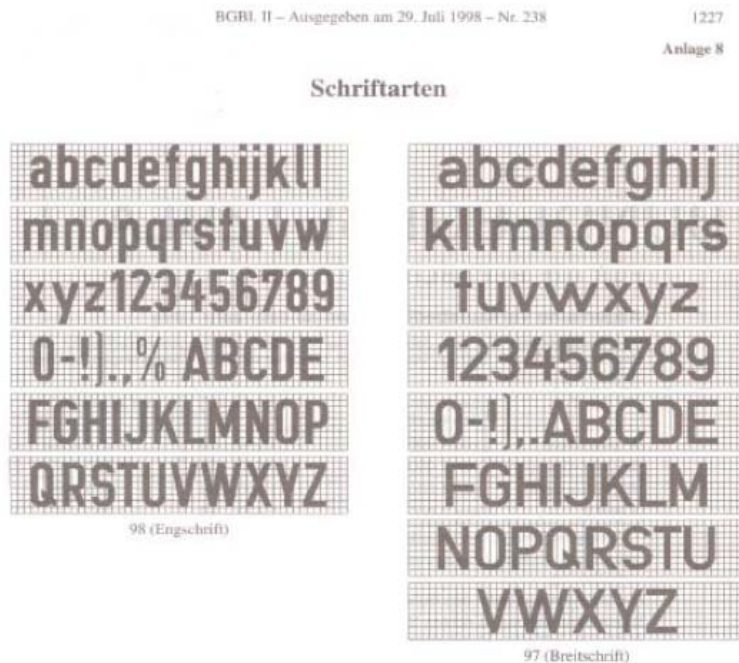 BGBl. II – Ausgegeben am 29. Juli 1998 – Nr. 238 1227
Anlage 8
Schriftarten
abcdefghijkll
mnopqrstuvw
xyz123456789
0-!].,% ABCDE
FGHIJKLMNOP
QRSTUVWXYZ
98 (Engschrift)
abcdefghij
kllmnopqrs
tuvwxyz
123456789
0-!],.ABCDE
FGHIJKLM
NOPQRSTU
VWXYZ
97 (Breitschrift)